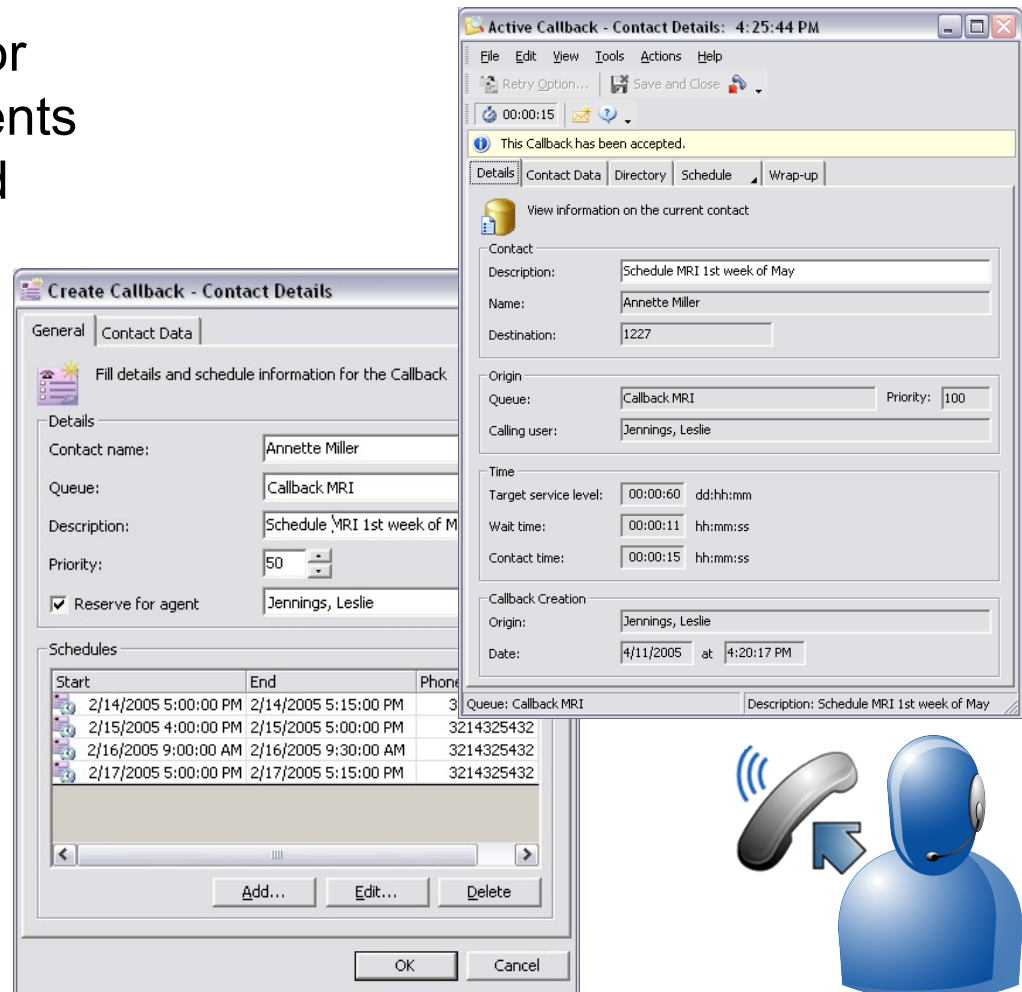 or
ents
d
Active Callback - Contact Details: 4:25:44 PM
File Edit View Tools Actions Help
Retry Option... Save and Close
00:00:15
This Callback has been accepted.
Details Contact Data Directory Schedule Wrap-up
View information on the current contact
Contact
Description: Schedule MRI 1st week of May
Name: Annette Miller
Destination: 1227
Origin
Queue: Callback MRI Priority: 100
Calling user: Jennings, Leslie
Time
Target service level: 00:00:60 dd:hh:mm
Wait time: 00:00:11 hh:mm:ss
Contact time: 00:00:15 hh:mm:ss
Callback Creation
Origin: Jennings, Leslie
Date: 4/11/2005 at 4:20:17 PM
Queue: Callback MRI Description: Schedule MRI 1st week of May
Create Callback - Contact Details
General Contact Data
Fill details and schedule information for the Callback
Details
Contact name: Annette Miller
Queue: Callback MRI
Description: Schedule MRI 1st week of M
Priority: 50
Reserve for agent Jennings, Leslie
Schedules
Start End Phone
2/14/2005 5:00:00 PM 2/14/2005 5:15:00 PM 3
2/15/2005 4:00:00 PM 2/15/2005 5:00:00 PM 3214325432
2/16/2005 9:00:00 AM 2/16/2005 9:30:00 AM 3214325432
2/17/2005 5:00:00 PM 2/17/2005 5:15:00 PM 3214325432
Add... Edit... Delete
OK Cancel